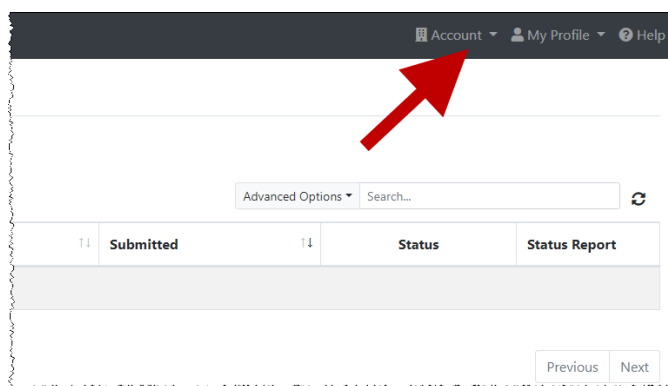 Account My Profile Help
Advanced Options Search...
Submitted Status Status Report
Previous Next